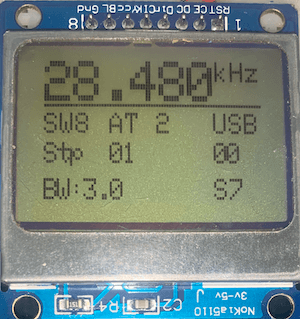 RST CE DC Din Clk Vcc BL Gnd
8 1
28.480kHz
SW8 AT 2 USB
Stp 01 00
BW:3.0 S7
R4 C2 J
Nokia5110
3v-5v